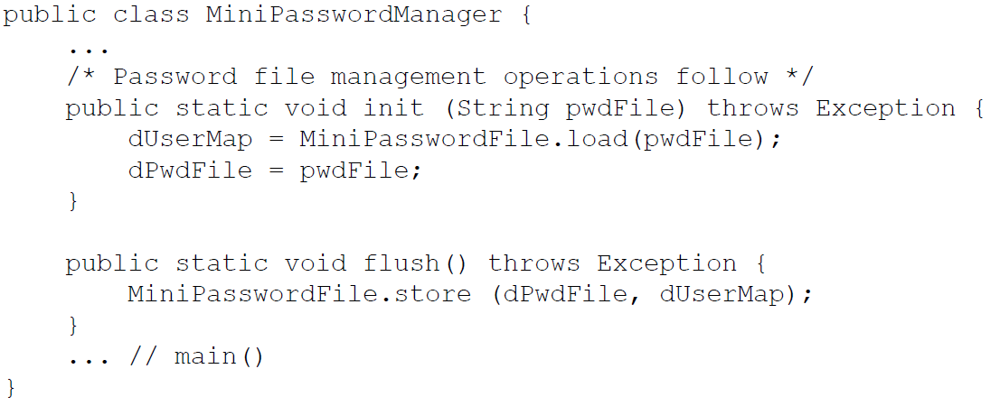 public class MiniPasswordManager {
    ...
    /* Password file management operations follow */
    public static void init (String pwdFile) throws Exception {
        dUserMap = MiniPasswordFile.load(pwdFile);
        dPwdFile = pwdFile;
    }

    public static void flush() throws Exception {
        MiniPasswordFile.store (dPwdFile, dUserMap);
    }
    ... // main()
}